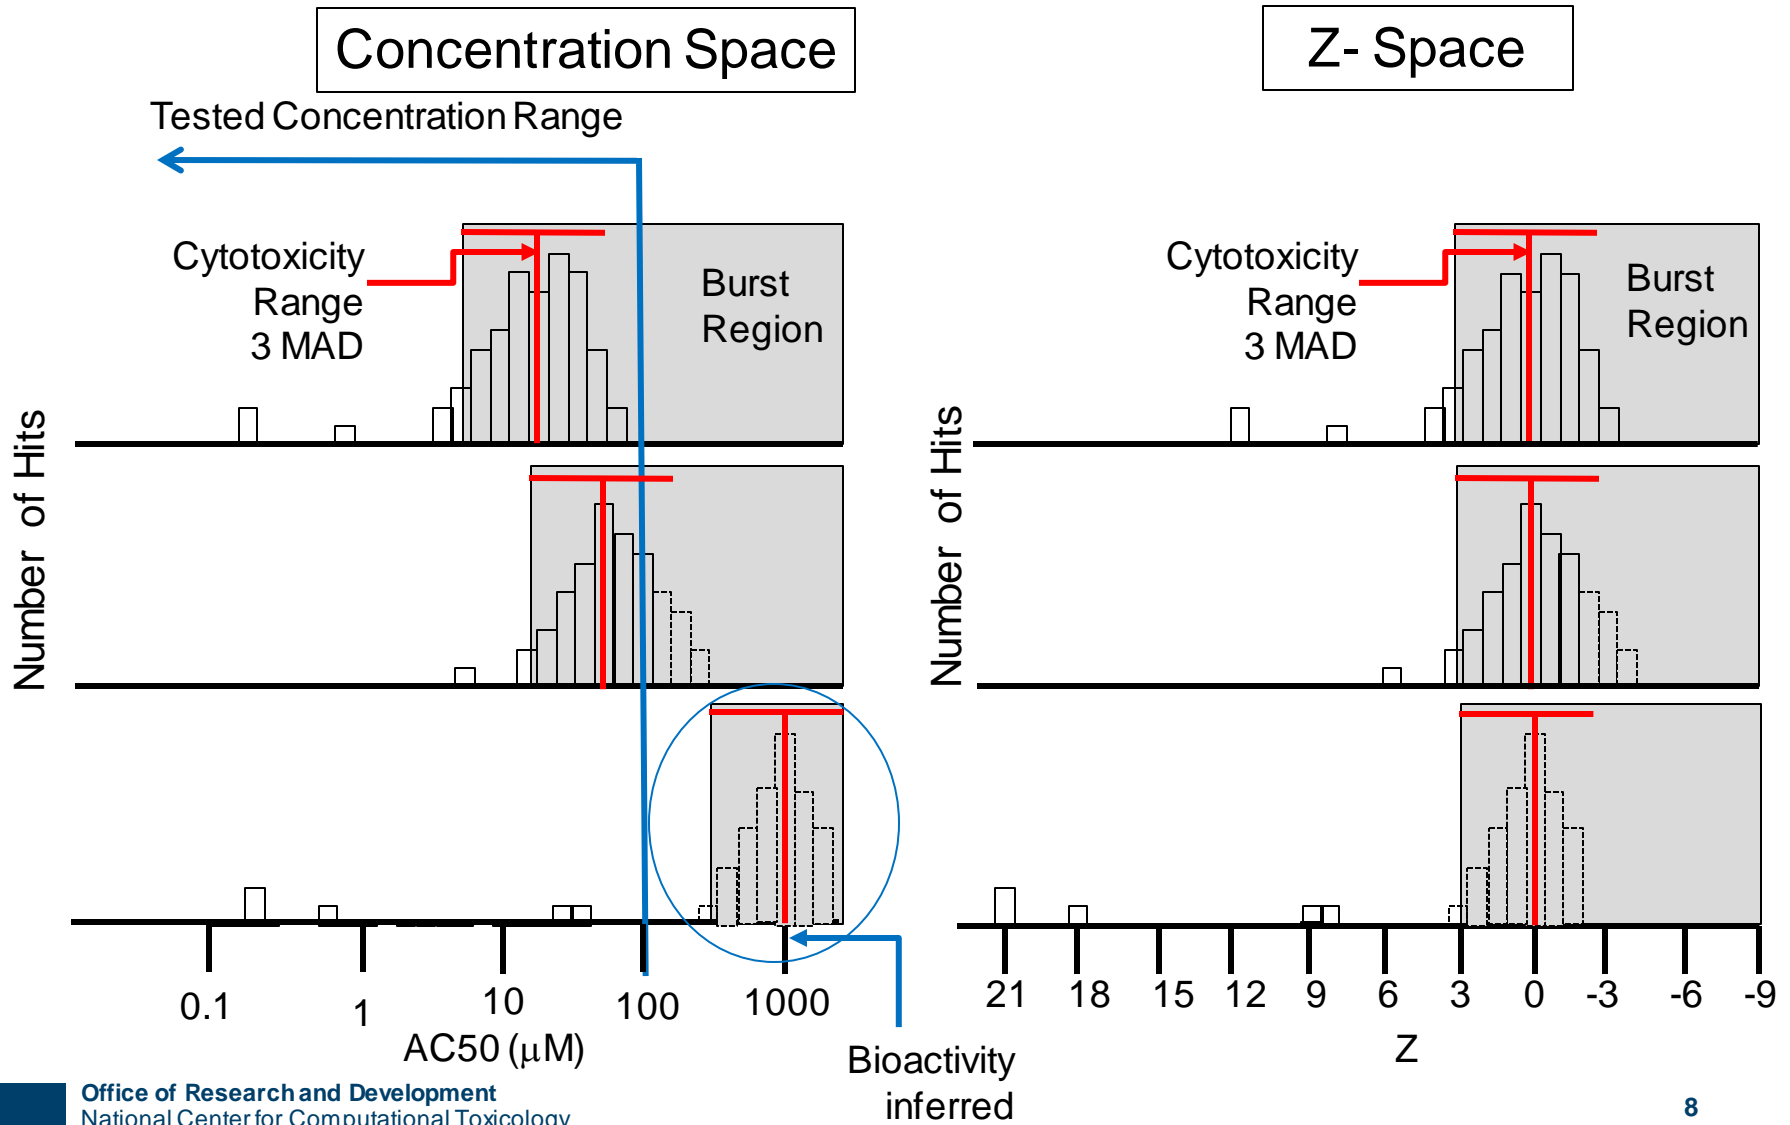 Concentration Space
Z- Space
Tested Concentration Range
Cytotoxicity
Range
3 MAD
Burst
Region
Cytotoxicity
Range
3 MAD
Burst
Region
Number of Hits
Number of Hits
0.1
1
10
100
1000
AC50 (μM)
21
18
15
12
9
6
3
0
-3
-6
-9
Z
Bioactivity
inferred
Office of Research and Development
National Center for Computational Toxicology
8